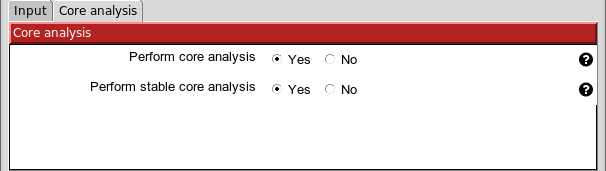 Input Core analysis
Core analysis
Perform core analysis Yes No ?
Perform stable core analysis Yes No ?